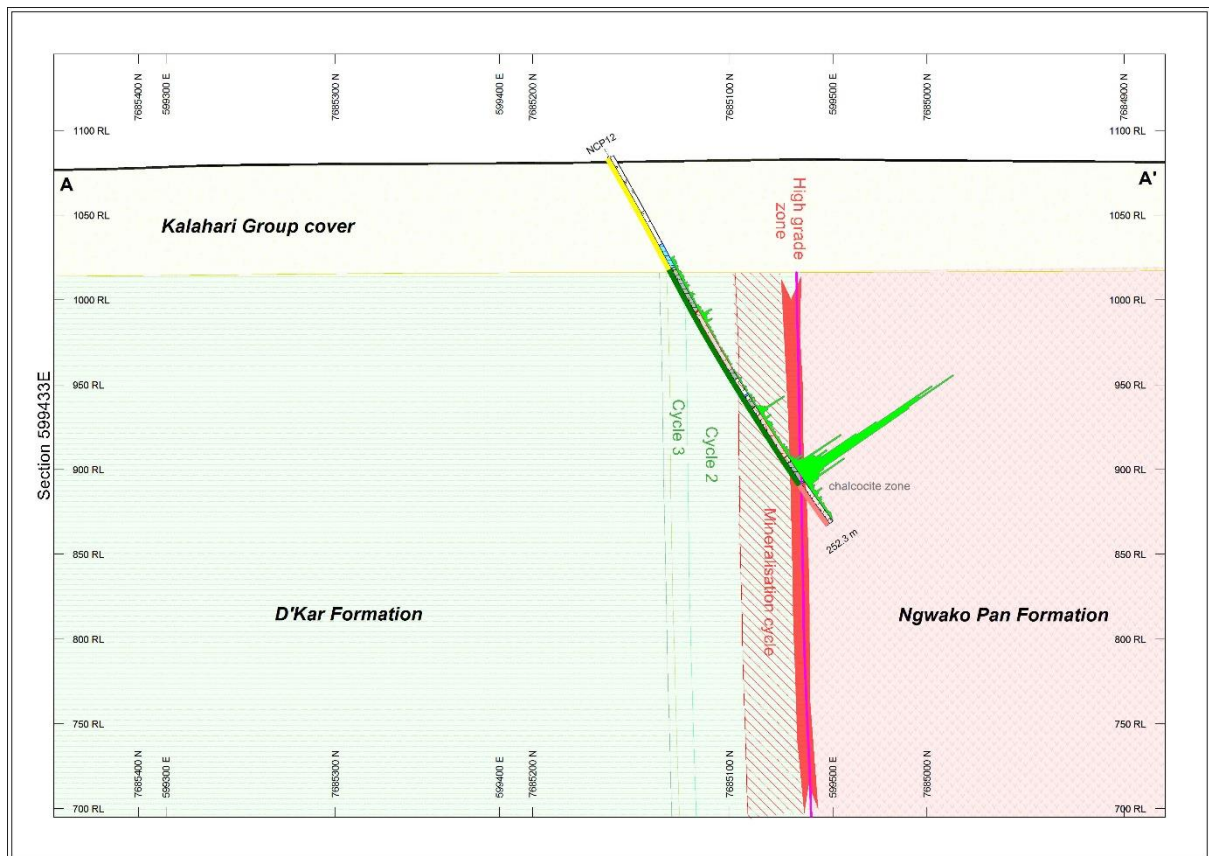 7685400 N
599300 E
7685300 N
599400 E
7685200 N
7685100 N
599500 E
7685000 N
7684900 N
1100 RL
1100 RL
NCP12
A
A'
1050 RL
Kalahari Group cover
High grade
zone
1050 RL
1000 RL
1000 RL
950 RL
950 RL
Section 599433E
900 RL
Cycle 3
Cycle 2
chalcocite zone
900 RL
252.3 m
Mineralisation cycle
850 RL
850 RL
D'Kar Formation
Ngwako Pan Formation
800 RL
800 RL
750 RL
750 RL
700 RL
700 RL
7685400 N
599300 E
7685300 N
599400 E
7685200 N
7685100 N
599500 E
7685000 N
7684900 N